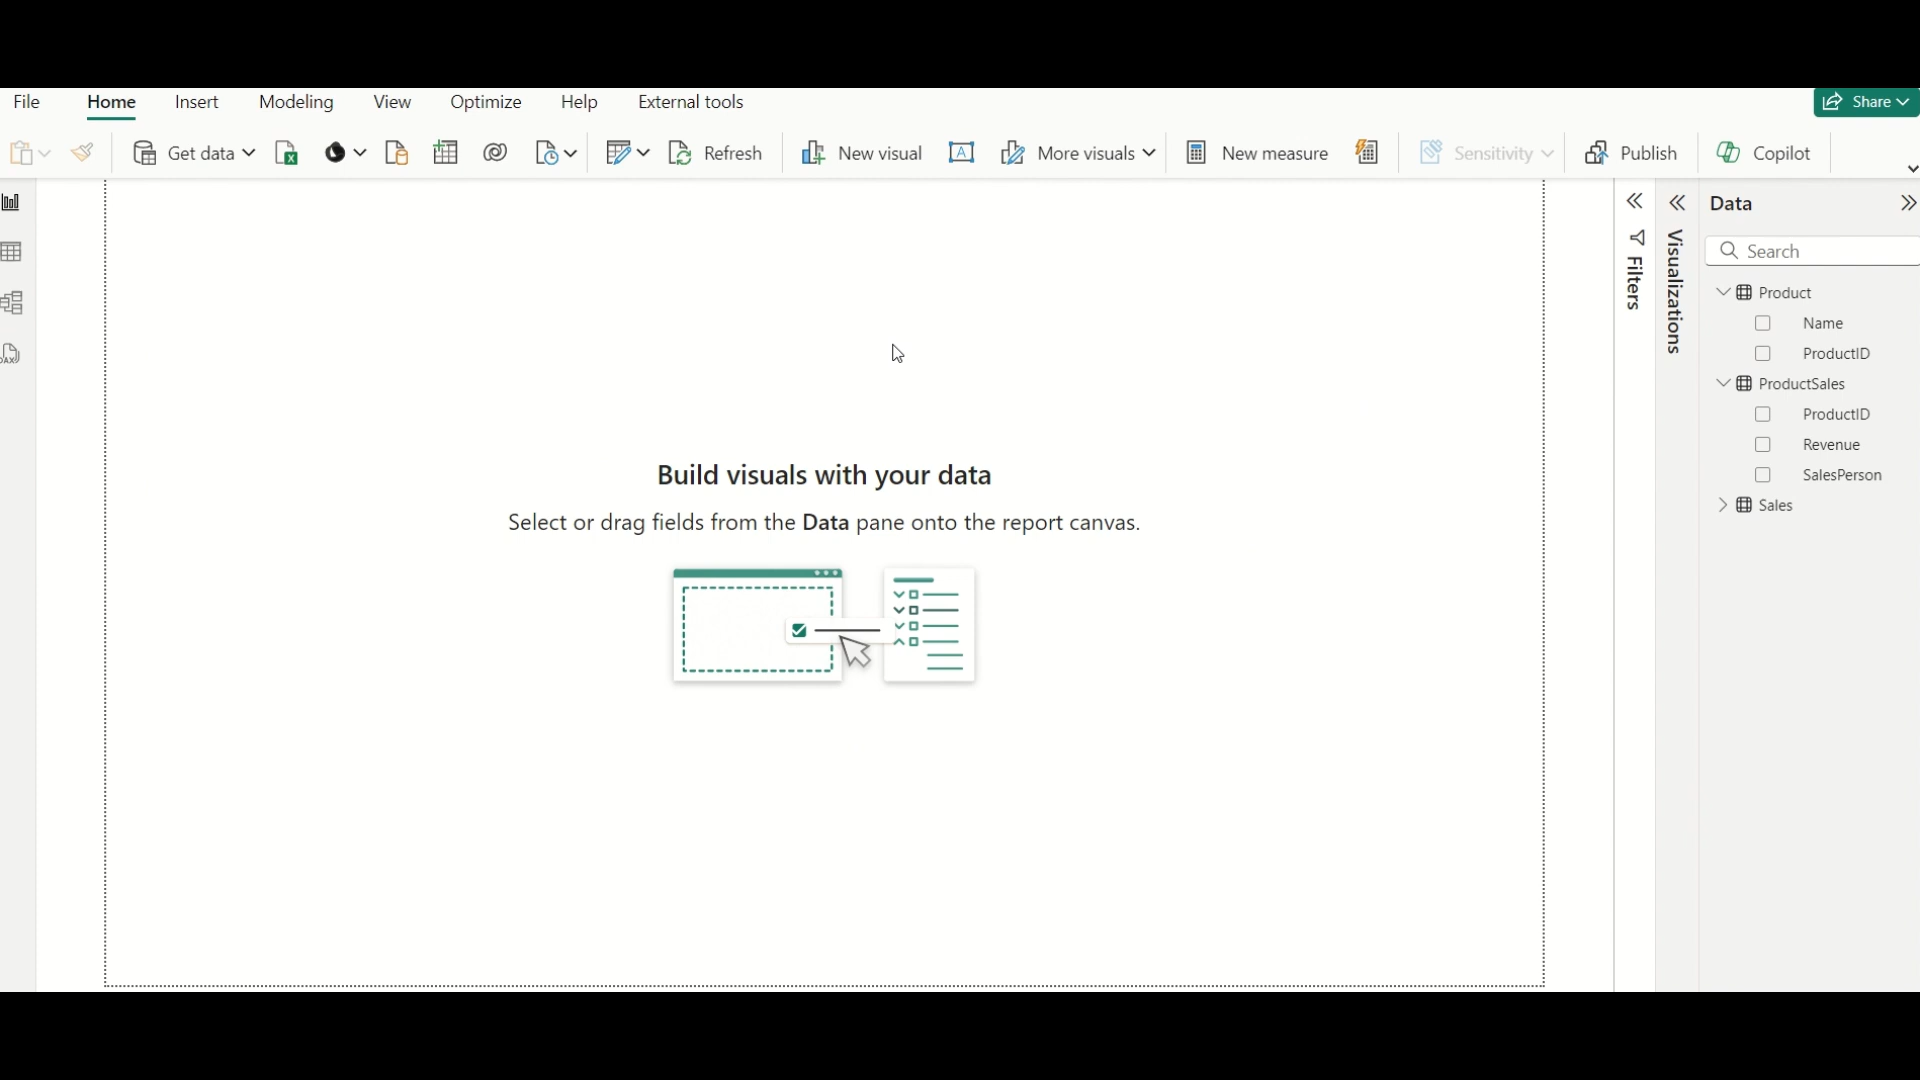 File Home Insert Modeling View Optimize Help External tools Share
Get data Refresh New visual More visuals New measure Sensitivity Publish Copilot
Data
Search
Filters
Visualizations
Product
Name
ProductID
ProductSales
ProductID
Revenue
SalesPerson
Sales
Build visuals with your data
Select or drag fields from the Data pane onto the report canvas.
A
DAX